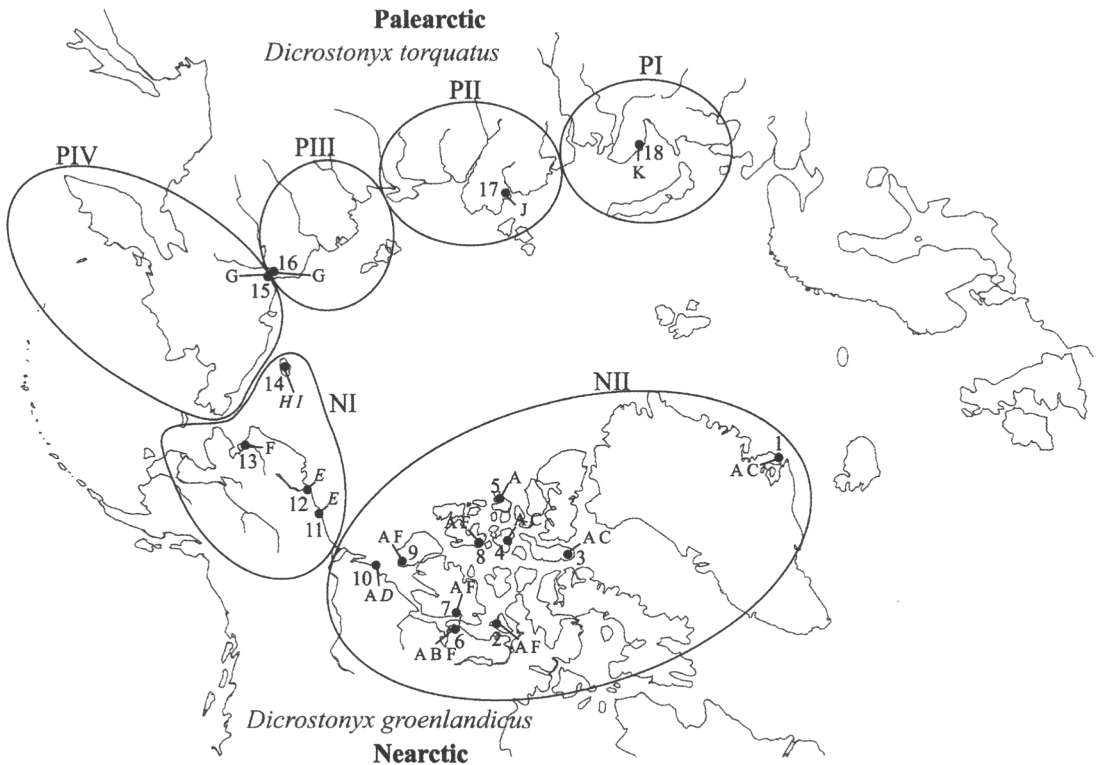 Palearctic
Dicrostonyx torquatus
PI
PII
PIII
PIV
18
K
17
J
16
G G
15
14
H I
NI
NII
13 F
E
12 E
11
1
A C
5 A
A F A C
8 4
A C
3
A F
9
10
A D
A F
7
6
A B F
2
A F
Dicrostonyx groenlandicus
Nearctic